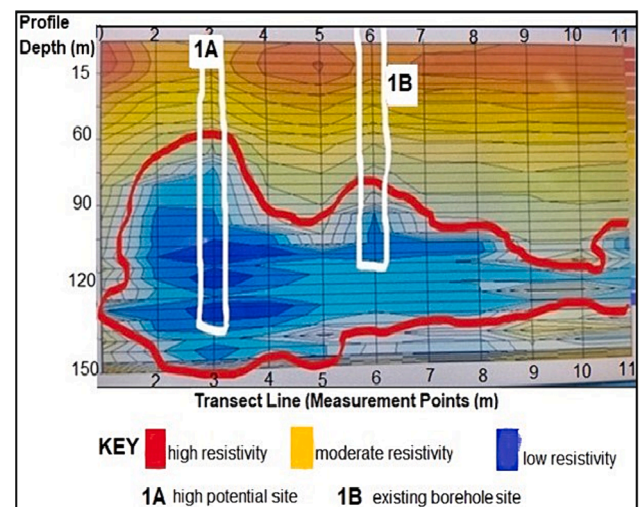 Profile
Depth (m)
1A
1B
10 11
2 3 4 5 6 7 8 9
15
60
90
120
150
2 3 4 5 6 7 8 9 10 11
Transect Line (Measurement Points (m)
KEY high resistivity moderate resistivity low resistivity
1A high potential site 1B existing borehole site